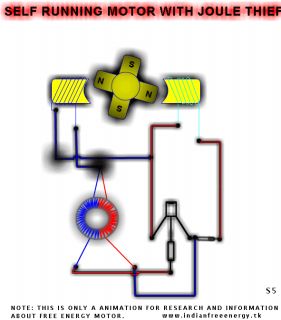 SELF RUNNING MOTOR WITH JOULE THIEF
S
N
N
S
S5
NOTE: THIS IS ONLY A ANIMATION FOR RESEARCH AND INFORMATION
ABOUT FREE ENERGY MOTOR. www.indianfreeenergy.tk